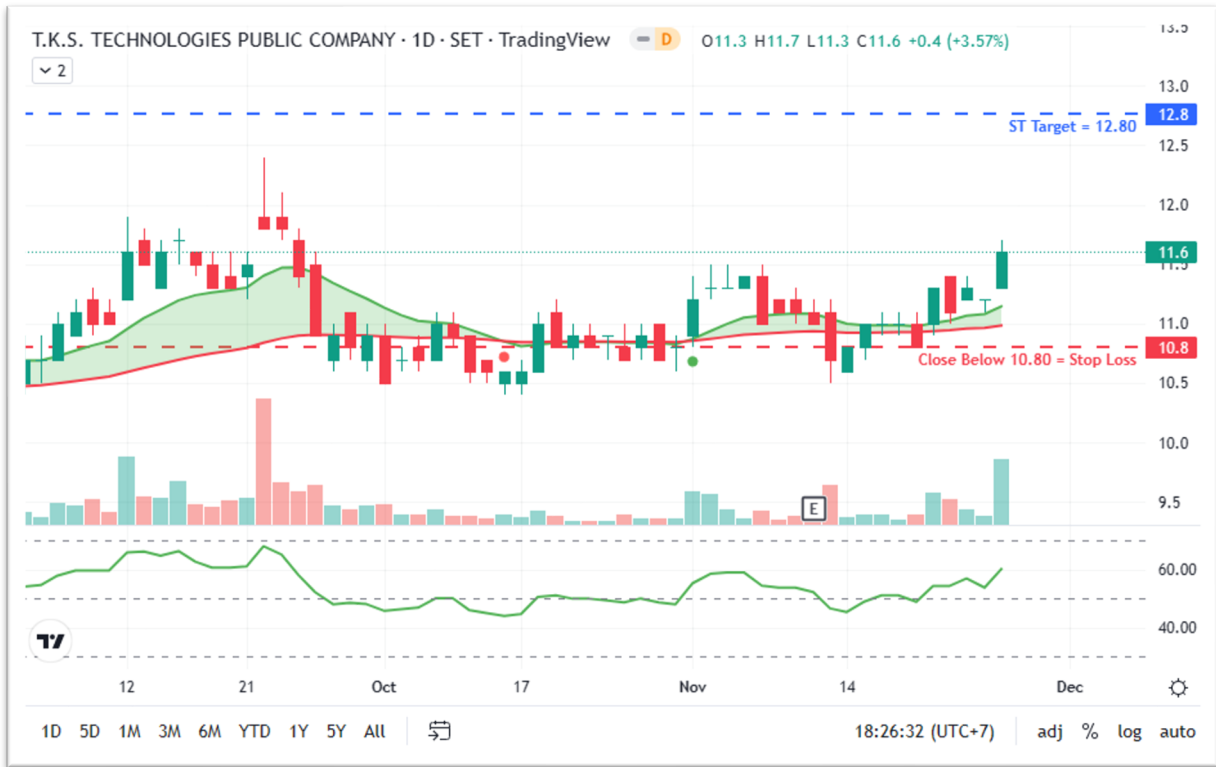 T.K.S. TECHNOLOGIES PUBLIC COMPANY · 1D · SET · TradingView D O11.3 H11.7 L11.3 C11.6 +0.4 (+3.57%)
2
13.5
13.0
12.8
ST Target = 12.80
12.5
12.0
11.6
11.5
11.0
10.8
Close Below 10.80 = Stop Loss
10.5
10.0
E
9.5
60.00
40.00
12 21 Oct 17 Nov 14 Dec
1D 5D 1M 3M 6M YTD 1Y 5Y All 18:26:32 (UTC+7) adj % log auto